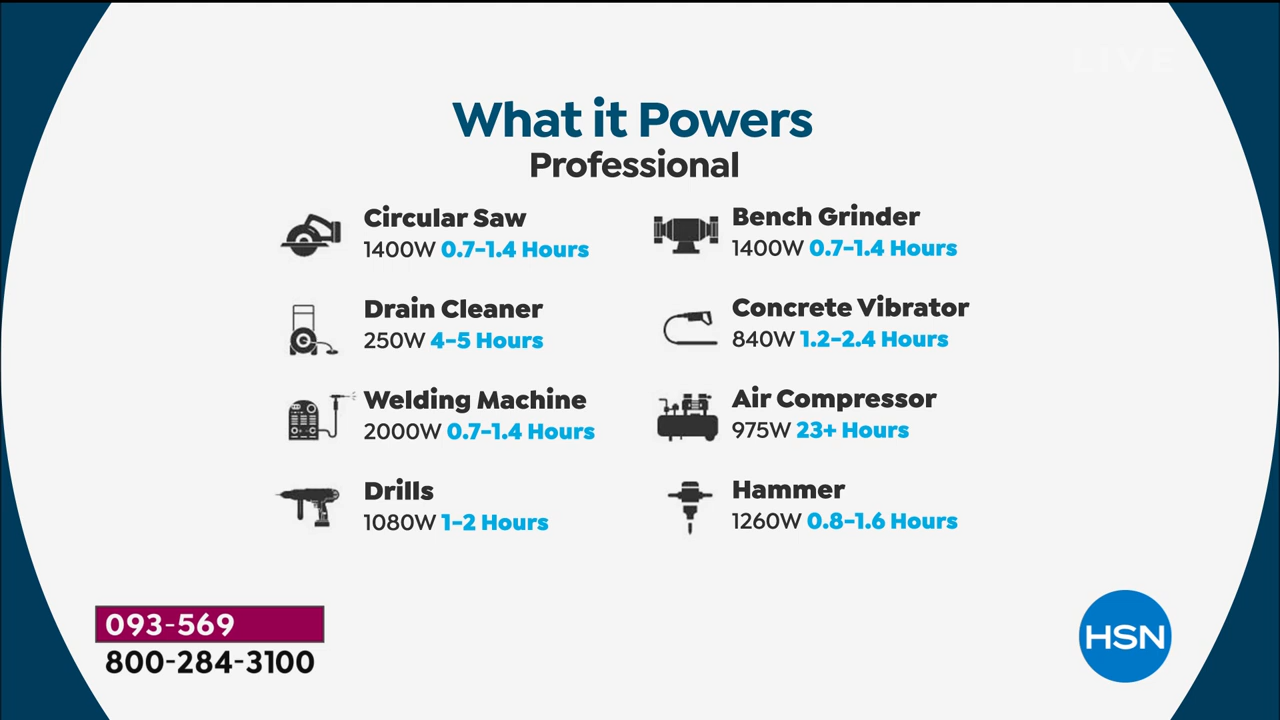 LIVE
What it Powers
Professional
Circular Saw
1400W 0.7-1.4 Hours
Bench Grinder
1400W 0.7-1.4 Hours
Drain Cleaner
250W 4-5 Hours
Concrete Vibrator
840W 1.2-2.4 Hours
Welding Machine
2000W 0.7-1.4 Hours
Air Compressor
975W 23+ Hours
Drills
1080W 1-2 Hours
Hammer
1260W 0.8-1.6 Hours
093-569
800-284-3100
HSN